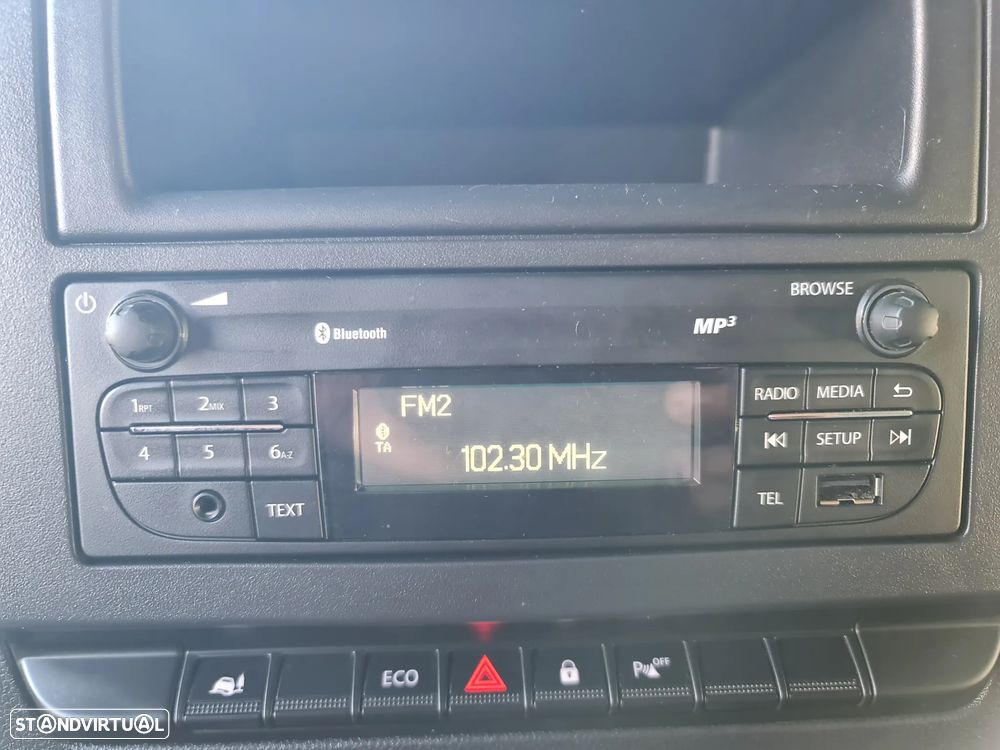 BROWSE
Bluetooth
MP3
1RPT 2MIX 3
4 5 6A-Z
TEXT
FM2
TA
102.30 MHz
RADIO MEDIA
SETUP
TEL
ECO
P OFF
STANDVIRTUAL